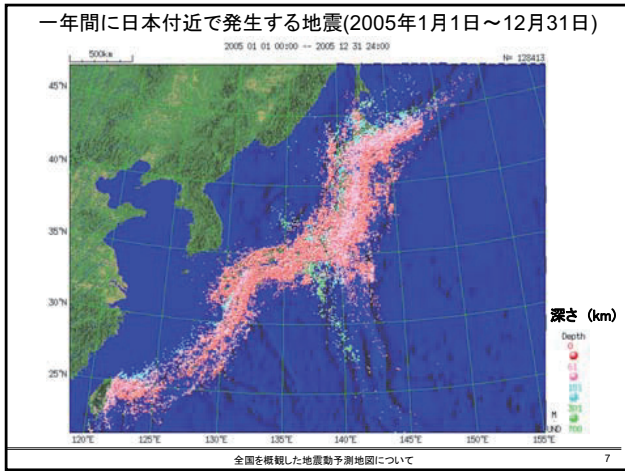 一年間に日本付近で発生する地震(2005年1月1日～12月31日)
2005 01 01 00:00 -- 2005 12 31 24:00
500km
N= 128413
45°N
40°N
35°N
30°N
25°N
深さ (km)
Depth
0
61
101
301
700
M
UND
120°E
125°E
130°E
135°E
140°E
145°E
150°E
155°E
全国を概観した地震動予測地図について
7